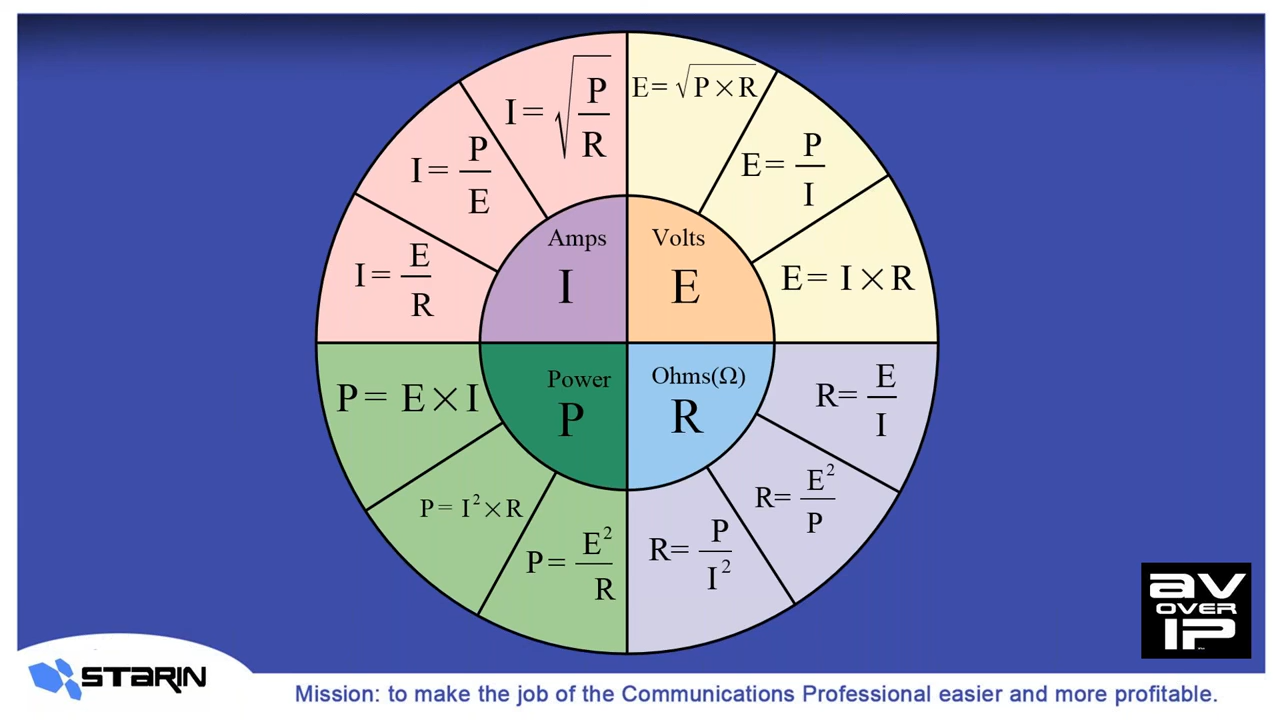 I = √(P/R)
E= √P × R
I = P/E
E= P/I
I = E/R
E= I × R
Amps
I
Volts
E
Power
P
Ohms(Ω)
R
P= E × I
R= E/I
P= I² × R
R= E²/P
P= E²/R
R= P/I²
av
OVER
IP
STARIN
Mission: to make the job of the Communications Professional easier and more profitable.